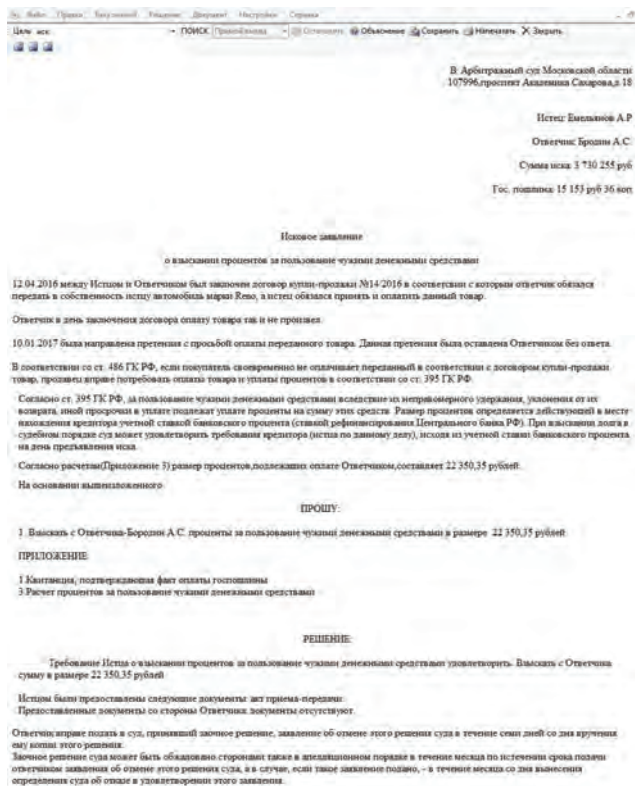 Файл Правка Документ Настройки Справка
Цель: иск ПОИСК: Объяснение Сохранить Напечатать Закрыть
В: Арбитражный суд Московской области
107996,проспект Академика Сахарова,д.18
Истец: Емельянов А.Р
Ответчик: Бродин А.С.
Сумма иска: 3 730 255 руб
Гос. пошлина: 15 153 руб 36 коп
Исковое заявление
о взыскании процентов за пользование чужими денежными средствами
12.04.2016 между Истцом и Ответчиком был заключен договор купли-продажи №14/2016 в соответствии с которым ответчик обязался
передать в собственность истцу автомобиль марки Reno, а истец обязался принять и оплатить данный товар.
Ответчик в день заключения договора оплату товара так и не произвел.
10.01.2017 была направлена претензия с просьбой оплаты переданного товара. Данная претензия была оставлена Ответчиком без ответа.
В соответствии со ст. 486 ГК РФ, если покупатель своевременно не оплачивает переданный в соответствии с договором купли-продажи
товар, продавец вправе потребовать оплаты товара и уплаты процентов в соответствии со ст. 395 ГК РФ.
Согласно ст. 395 ГК РФ, за пользование чужими денежными средствами вследствие их неправомерного удержания, уклонения от их
возврата, иной просрочки в уплате подлежат уплате проценты на сумму этих средств. Размер процентов определяется действующей в месте
нахождения кредитора учетной ставкой банковского процента (ставкой рефинансирования Центрального банка РФ). При взыскании долга в
судебном порядке суд может удовлетворить требования кредитора (истца по данному делу), исходя из учетной ставки банковского процента
на день предъявления иска.
Согласно расчетам(Приложение 3) размер процентов,подлежащих оплате Ответчиком,составляет 22 350,35 рублей.
На основании вышеизложенного
ПРОШУ:
1. Взыскать с Ответчика-Бородин А.С. проценты за пользование чужими денежными средствами в размере 22 350,35 рублей
ПРИЛОЖЕНИЕ
1.Квитанция, подтверждающая факт оплаты госпошлины
3.Расчет процентов за пользование чужими денежными средствами
РЕШЕНИЕ:
Требование Истца о взыскании процентов за пользование чужими денежными средствами удовлетворить. Взыскать с Ответчика
сумму в размере 22 350,35 рублей
Истцом были предоставлены следующие документы: акт приема-передачи
Предоставленные документы со стороны Ответчика: документы отсутствуют.
Ответчик вправе подать в суд, принявший заочное решение, заявление об отмене этого решения суда в течение семи дней со дня вручения
ему копии этого решения.
Заочное решение суда может быть обжаловано сторонами также в апелляционном порядке в течение месяца по истечении срока подачи
ответчиком заявления об отмене этого решения суда, а в случае, если такое заявление подано, - в течение месяца со дня вынесения
определения суда об отказе в удовлетворении этого заявления.